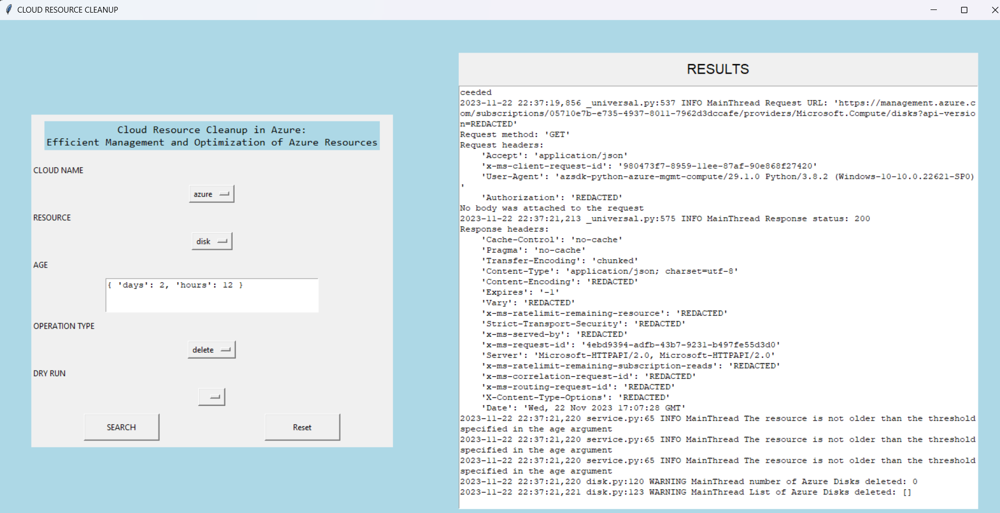 CLOUD RESOURCE CLEANUP
Cloud Resource Cleanup in Azure:
Efficient Management and Optimization of Azure Resources
CLOUD NAME
azure
RESOURCE
disk
AGE
{ 'days': 2, 'hours': 12 }
OPERATION TYPE
delete
DRY RUN
SEARCH
Reset
RESULTS
ceeded
2023-11-22 22:37:19,856 _universal.py:537 INFO MainThread Request URL: 'https://management.azure.c
om/subscriptions/05710e7b-e735-4937-8011-7962d3dccafe/providers/Microsoft.Compute/disks?api-versio
n=REDACTED'
Request method: 'GET'
Request headers:
    'Accept': 'application/json'
    'x-ms-client-request-id': '980473f7-8959-11ee-87af-90e868f27420'
    'User-Agent': 'azsdk-python-azure-mgmt-compute/29.1.0 Python/3.8.2 (Windows-10-10.0.22621-SP0)
'
    'Authorization': 'REDACTED'
No body was attached to the request
2023-11-22 22:37:21,213 _universal.py:575 INFO MainThread Response status: 200
Response headers:
    'Cache-Control': 'no-cache'
    'Pragma': 'no-cache'
    'Transfer-Encoding': 'chunked'
    'Content-Type': 'application/json; charset=utf-8'
    'Content-Encoding': 'REDACTED'
    'Expires': '-1'
    'Vary': 'REDACTED'
    'x-ms-ratelimit-remaining-resource': 'REDACTED'
    'Strict-Transport-Security': 'REDACTED'
    'x-ms-served-by': 'REDACTED'
    'x-ms-request-id': '4ebd9394-adfb-43b7-9231-b497fe55d3d0'
    'Server': 'Microsoft-HTTPAPI/2.0, Microsoft-HTTPAPI/2.0'
    'x-ms-ratelimit-remaining-subscription-reads': 'REDACTED'
    'x-ms-correlation-request-id': 'REDACTED'
    'x-ms-routing-request-id': 'REDACTED'
    'X-Content-Type-Options': 'REDACTED'
    'Date': 'Wed, 22 Nov 2023 17:07:28 GMT'
2023-11-22 22:37:21,220 service.py:65 INFO MainThread The resource is not older than the threshold
specified in the age argument
2023-11-22 22:37:21,220 service.py:65 INFO MainThread The resource is not older than the threshold
specified in the age argument
2023-11-22 22:37:21,220 service.py:65 INFO MainThread The resource is not older than the threshold
specified in the age argument
2023-11-22 22:37:21,220 disk.py:120 WARNING MainThread number of Azure Disks deleted: 0
2023-11-22 22:37:21,221 disk.py:123 WARNING MainThread List of Azure Disks deleted: []